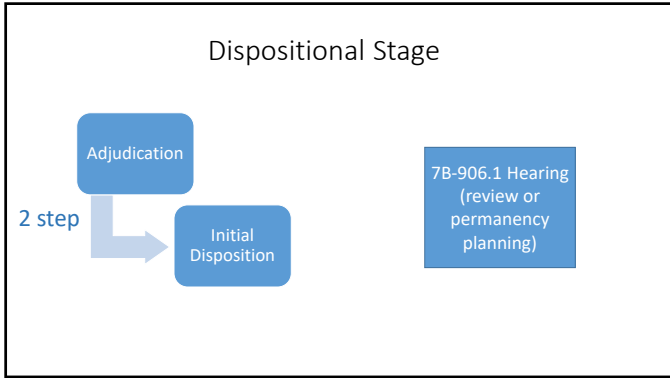 Dispositional Stage
Adjudication
2 step
Initial
Disposition
7B-906.1 Hearing
(review or
permanency
planning)